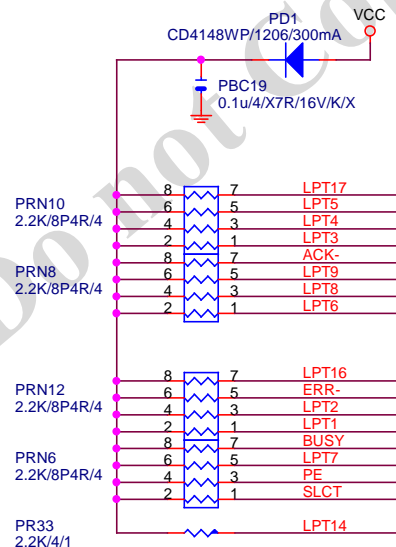 PD1
VCC
CD4148WP/1206/300mA
PBC19
0.1u/4/X7R/16V/K/X
Do not Co
PRN10
2.2K/8P4R/4
8 7 LPT17
6 5 LPT5
4 3 LPT4
2 1 LPT3
PRN8
2.2K/8P4R/4
8 7 ACK-
6 5 LPT9
4 3 LPT8
2 1 LPT6
PRN12
2.2K/8P4R/4
8 7 LPT16
6 5 ERR-
4 3 LPT2
2 1 LPT1
PRN6
2.2K/8P4R/4
8 7 BUSY
6 5 LPT7
4 3 PE
2 1 SLCT
PR33
2.2K/4/1
LPT14